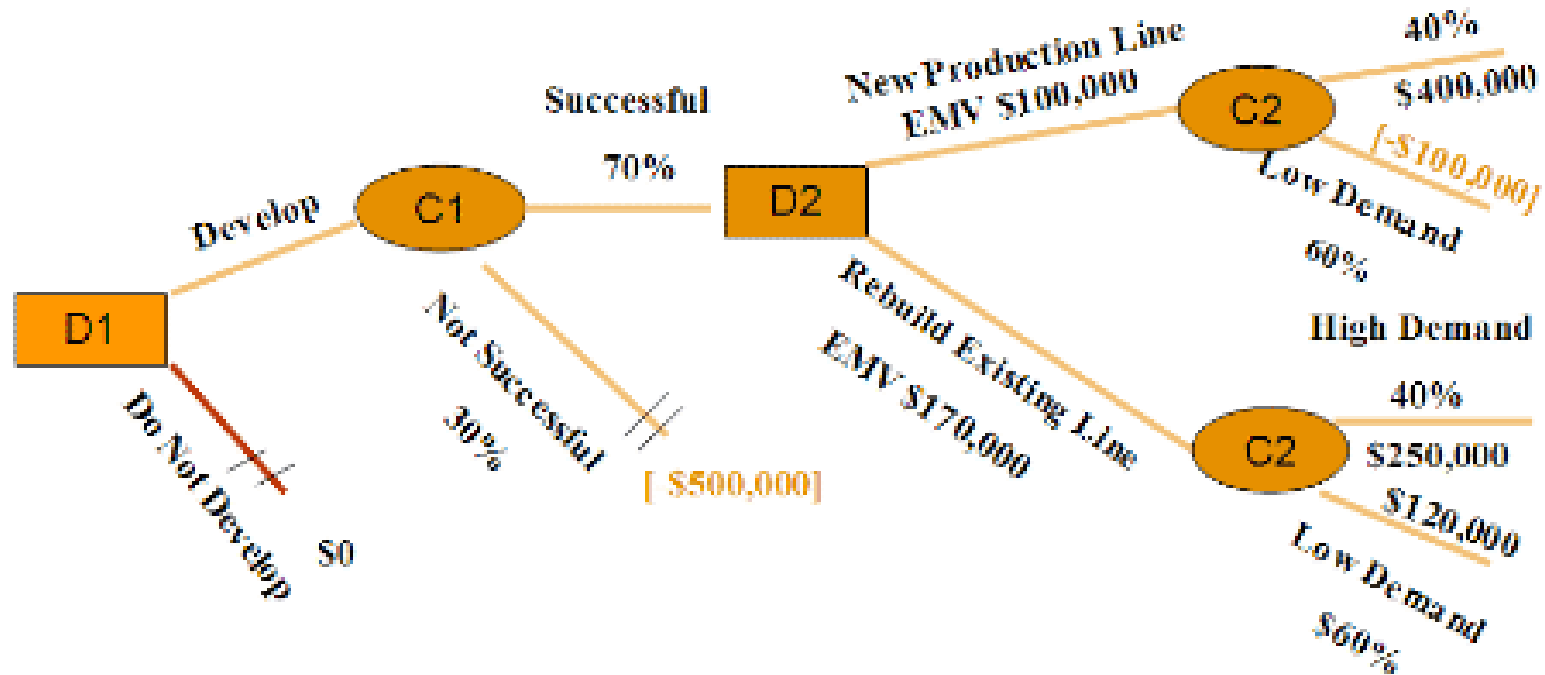 D1
Develop
Do Not Develop
$0
C1
Successful
70%
Not Successful
30%
[ $500,000]
D2
New Production Line
EMV $100,000
C2
40%
$400,000
[-$100,000]
Low Demand
60%
Rebuild Existing Line
EMV $170,000
C2
High Demand
40%
$250,000
$120,000
Low Demand
$60%